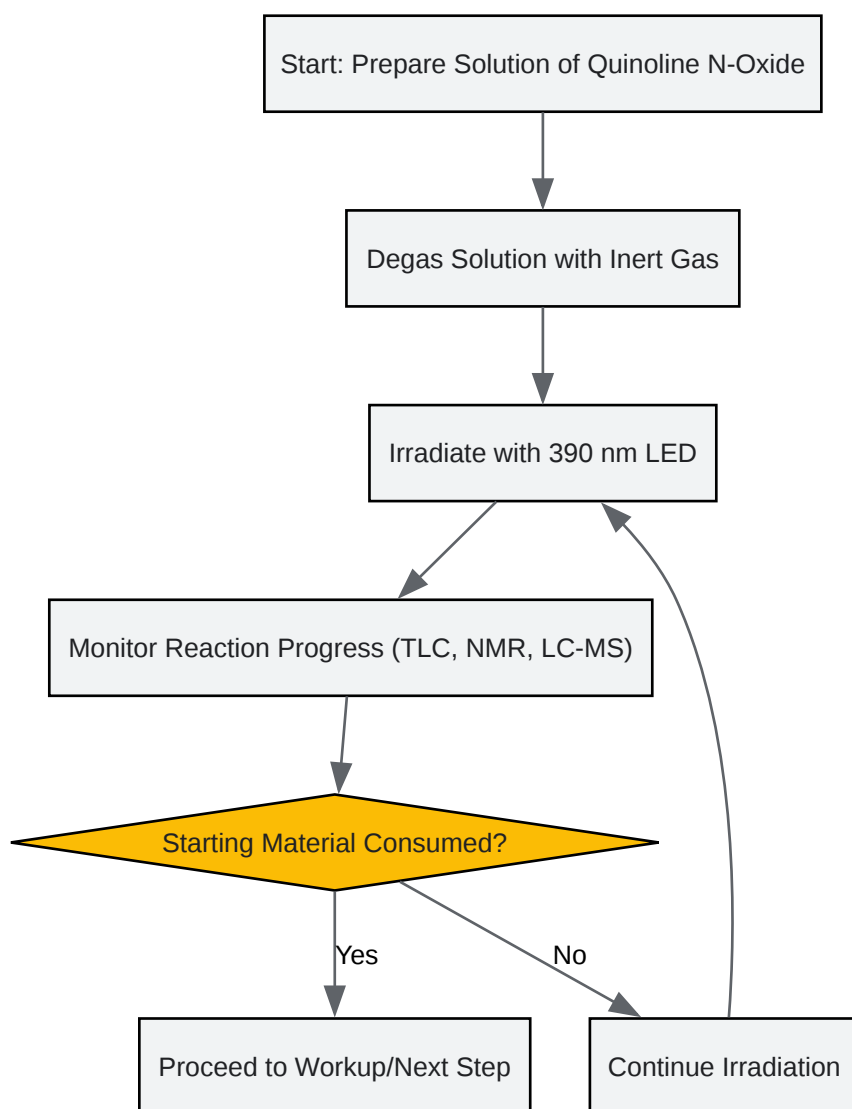 Start: Prepare Solution of Quinoline N-Oxide
Degas Solution with Inert Gas
Irradiate with 390 nm LED
Monitor Reaction Progress (TLC, NMR, LC-MS)
Starting Material Consumed?
Yes
No
Proceed to Workup/Next Step
Continue Irradiation